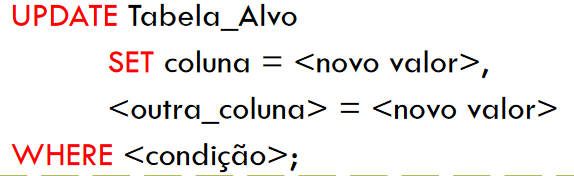 UPDATE Tabela_Alvo
SET coluna = <novo valor>,
<outra_coluna> = <novo valor>
WHERE <condição>;